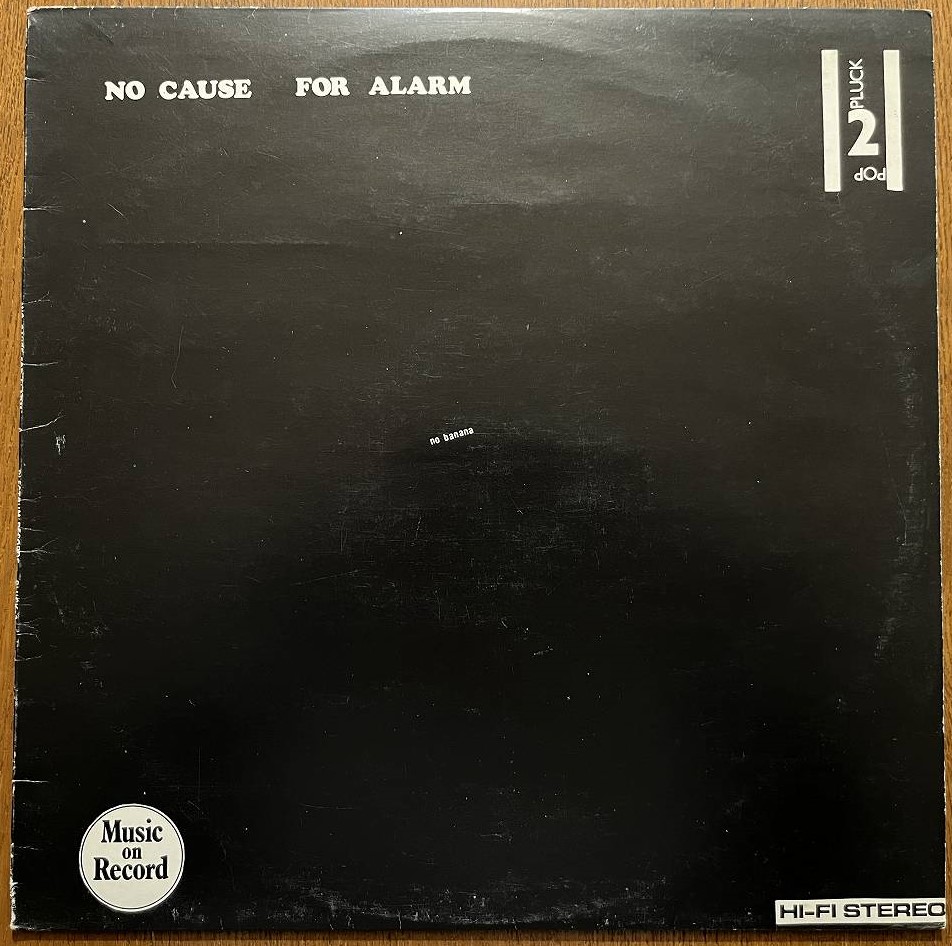 NO CAUSE FOR ALARM
PLUCK
2
POP
no banana
Music
on
Record
HI-FI STEREO